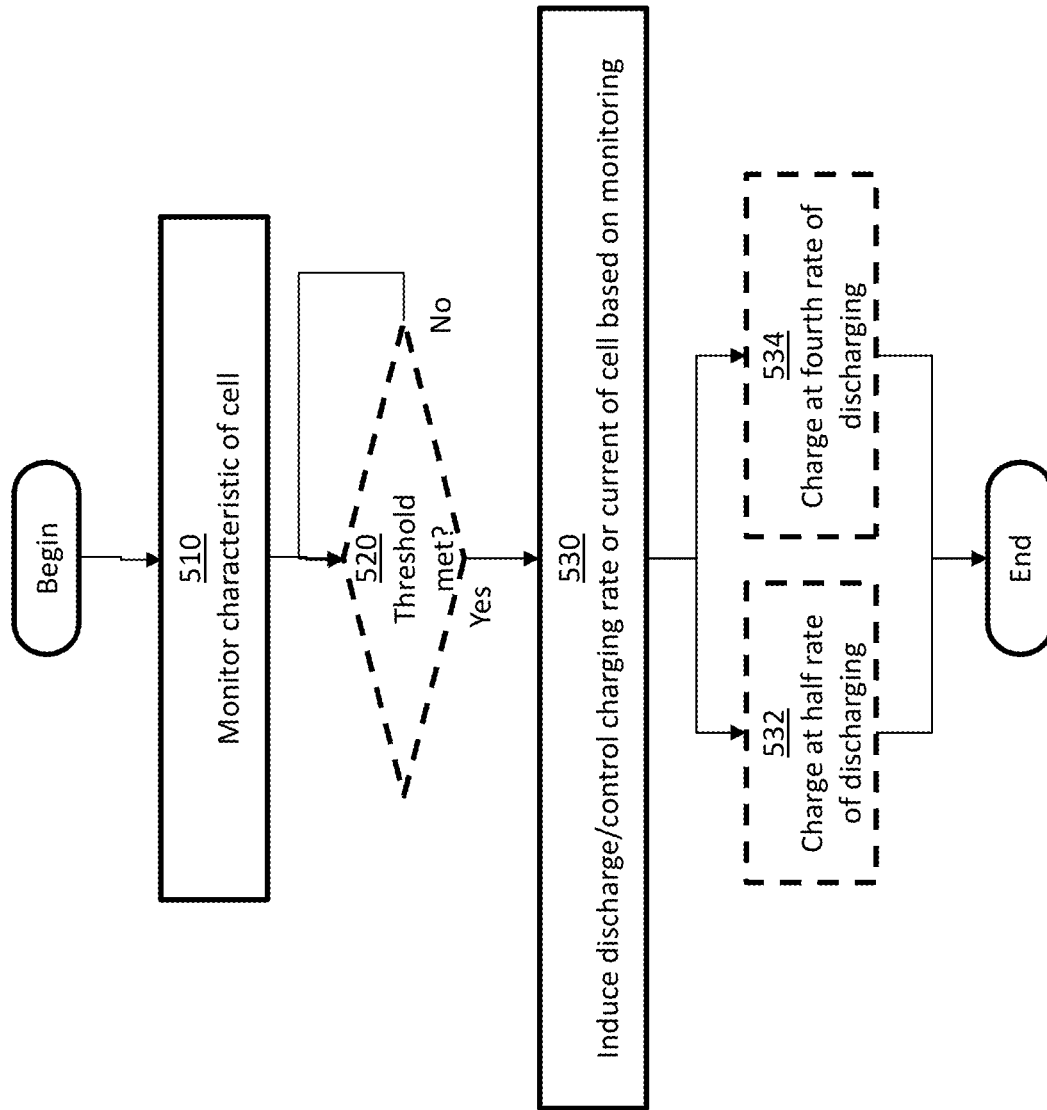 Begin
510
Monitor characteristic of cell
520
Threshold
met?
No
Yes
530
Induce discharge/control charging rate or current of cell based on monitoring
532
Charge at half rate
of discharging
534
Charge at fourth rate of
discharging
End